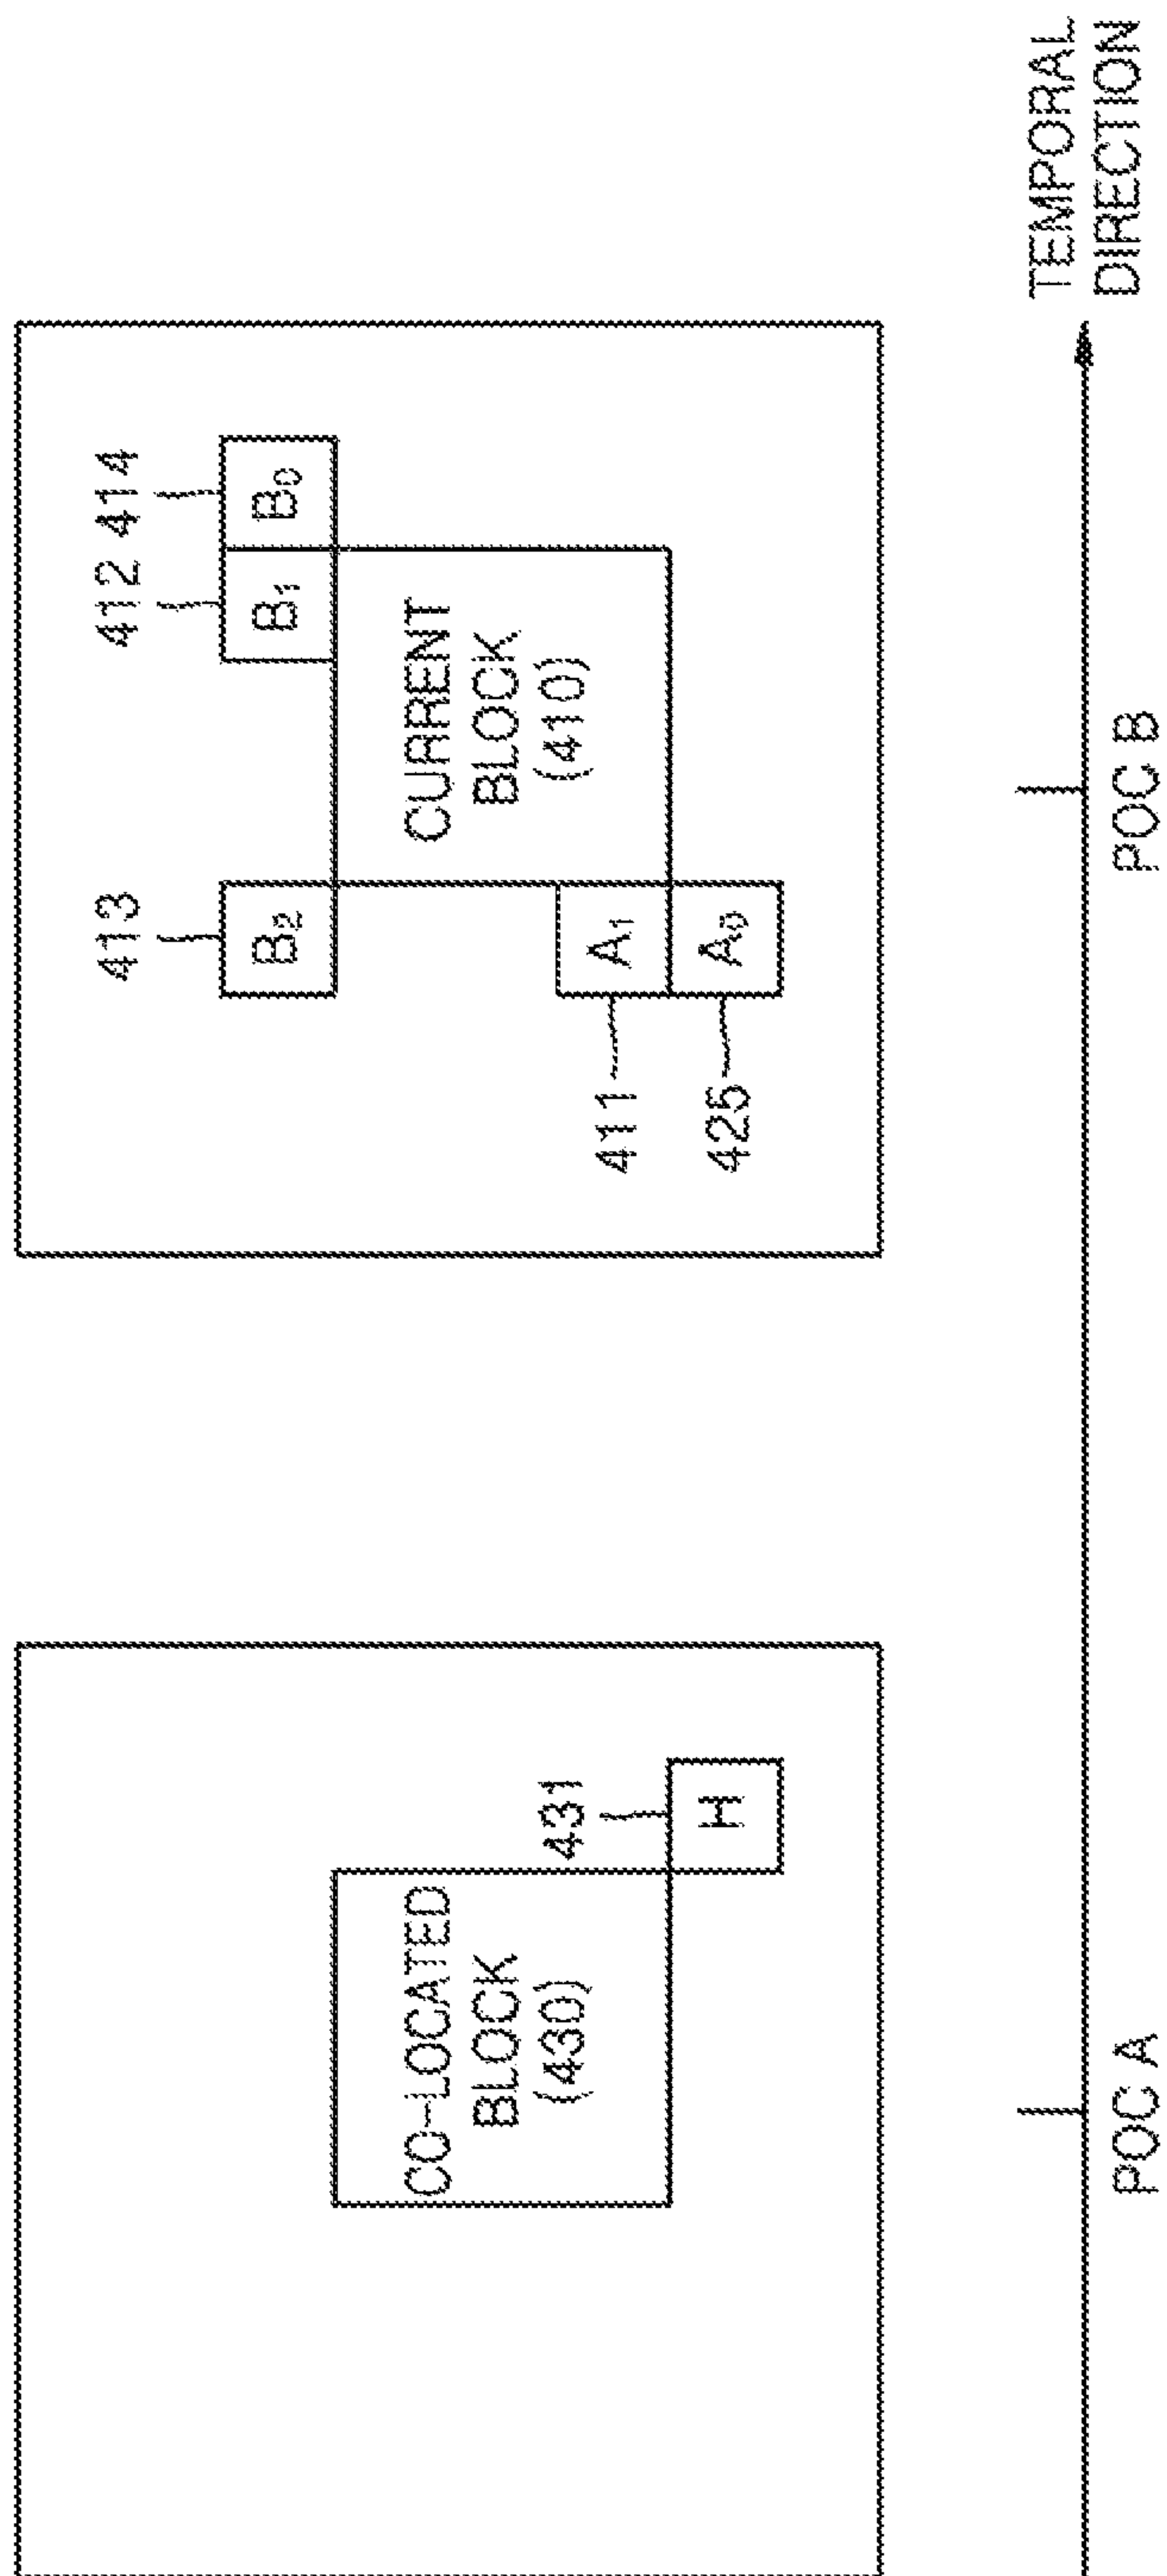 431
CO-LOCATED
BLOCK
(430)
H
POC A
413
412
414
B₂
B₁
B₀
CURRENT
BLOCK
(410)
A₁
A₀
411
425
POC B
TEMPORAL
DIRECTION